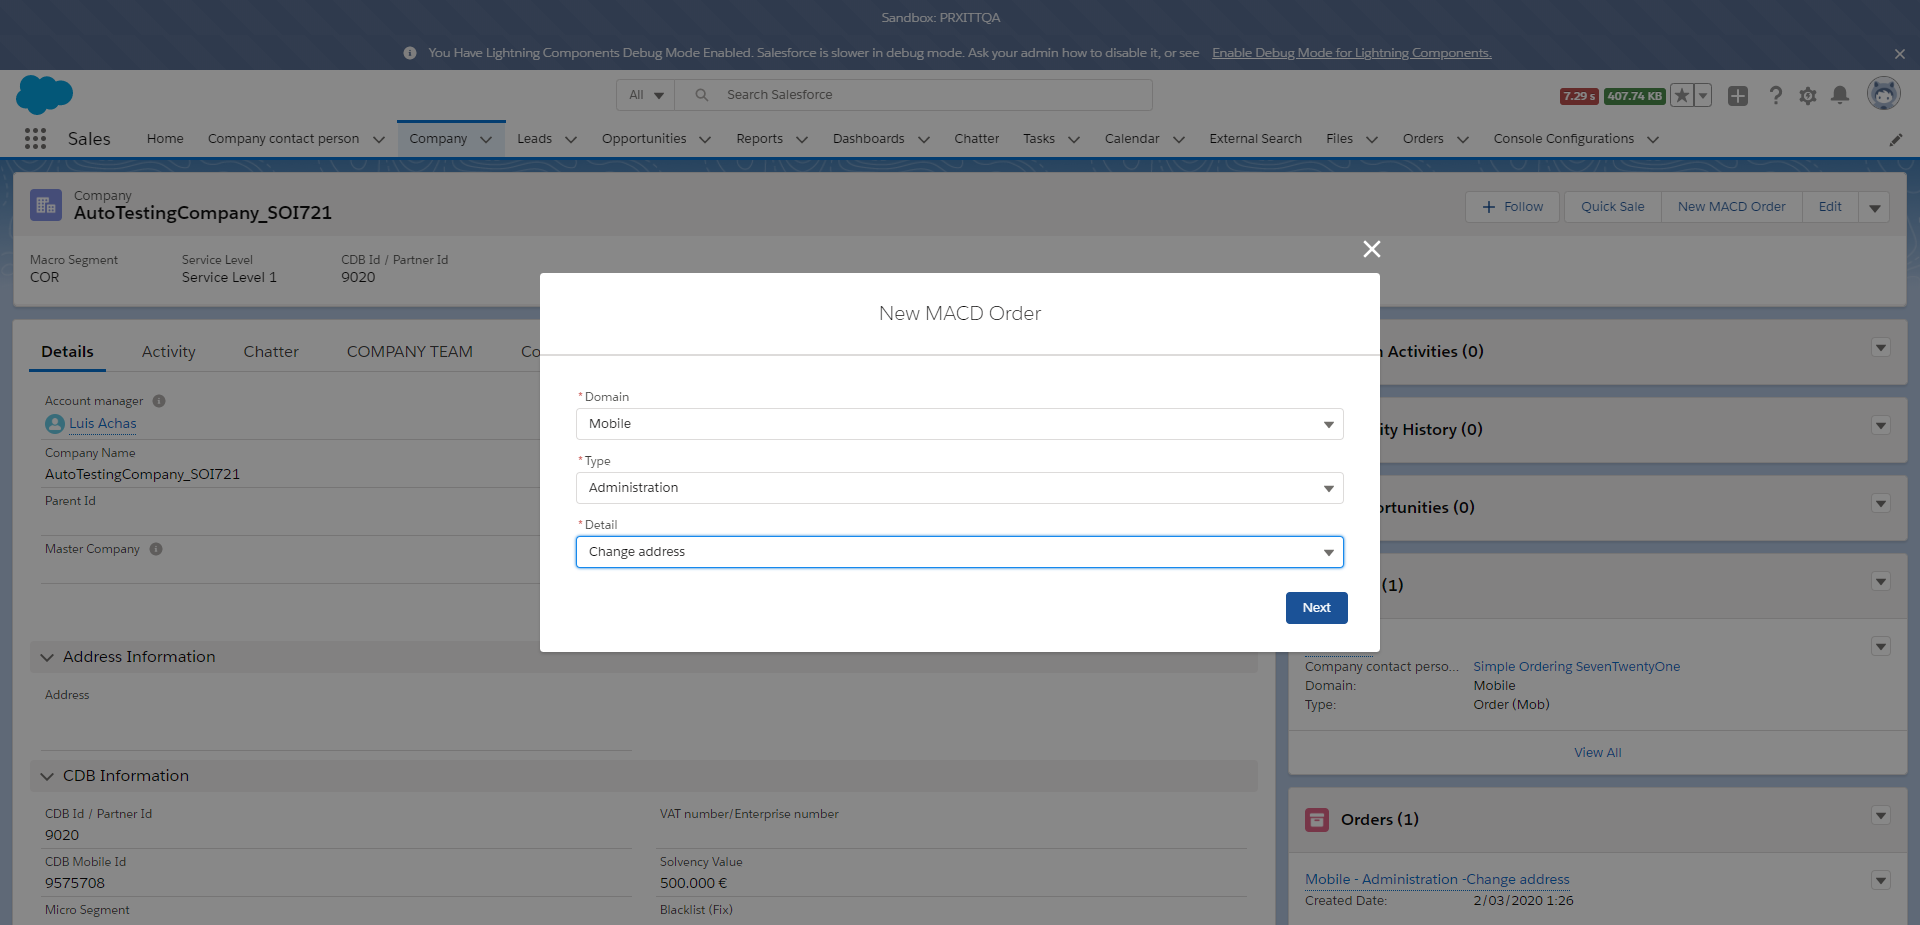 Sandbox: PRXITTQA
You Have Lightning Components Debug Mode Enabled. Salesforce is slower in debug mode. Ask your admin how to disable it, or see Enable Debug Mode for Lightning Components.
All
Search Salesforce
7.29 s 407.74 KB
Sales Home Company contact person Company Leads Opportunities Reports Dashboards Chatter Tasks Calendar External Search Files Orders Console Configurations
Company
AutoTestingCompany_SOI721
Follow Quick Sale New MACD Order Edit
Macro Segment Service Level CDB Id / Partner Id
COR Service Level 1 9020
New MACD Order
*Domain
Mobile
*Type
Administration
*Detail
Change address
Next
Details Activity Chatter COMPANY TEAM Co
Account manager
Luis Achas
Company Name
AutoTestingCompany_SOI721
Parent Id
Master Company
Address Information
Address
CDB Information
CDB Id / Partner Id VAT number/Enterprise number
9020
CDB Mobile Id Solvency Value
9575708 500.000 €
Micro Segment Blacklist (Fix)
Activities (0)
ity History (0)
ortunities (0)
(1)
Company contact perso... Simple Ordering SevenTwentyOne
Domain: Mobile
Type: Order (Mob)
View All
Orders (1)
Mobile - Administration -Change address
Created Date: 2/03/2020 1:26